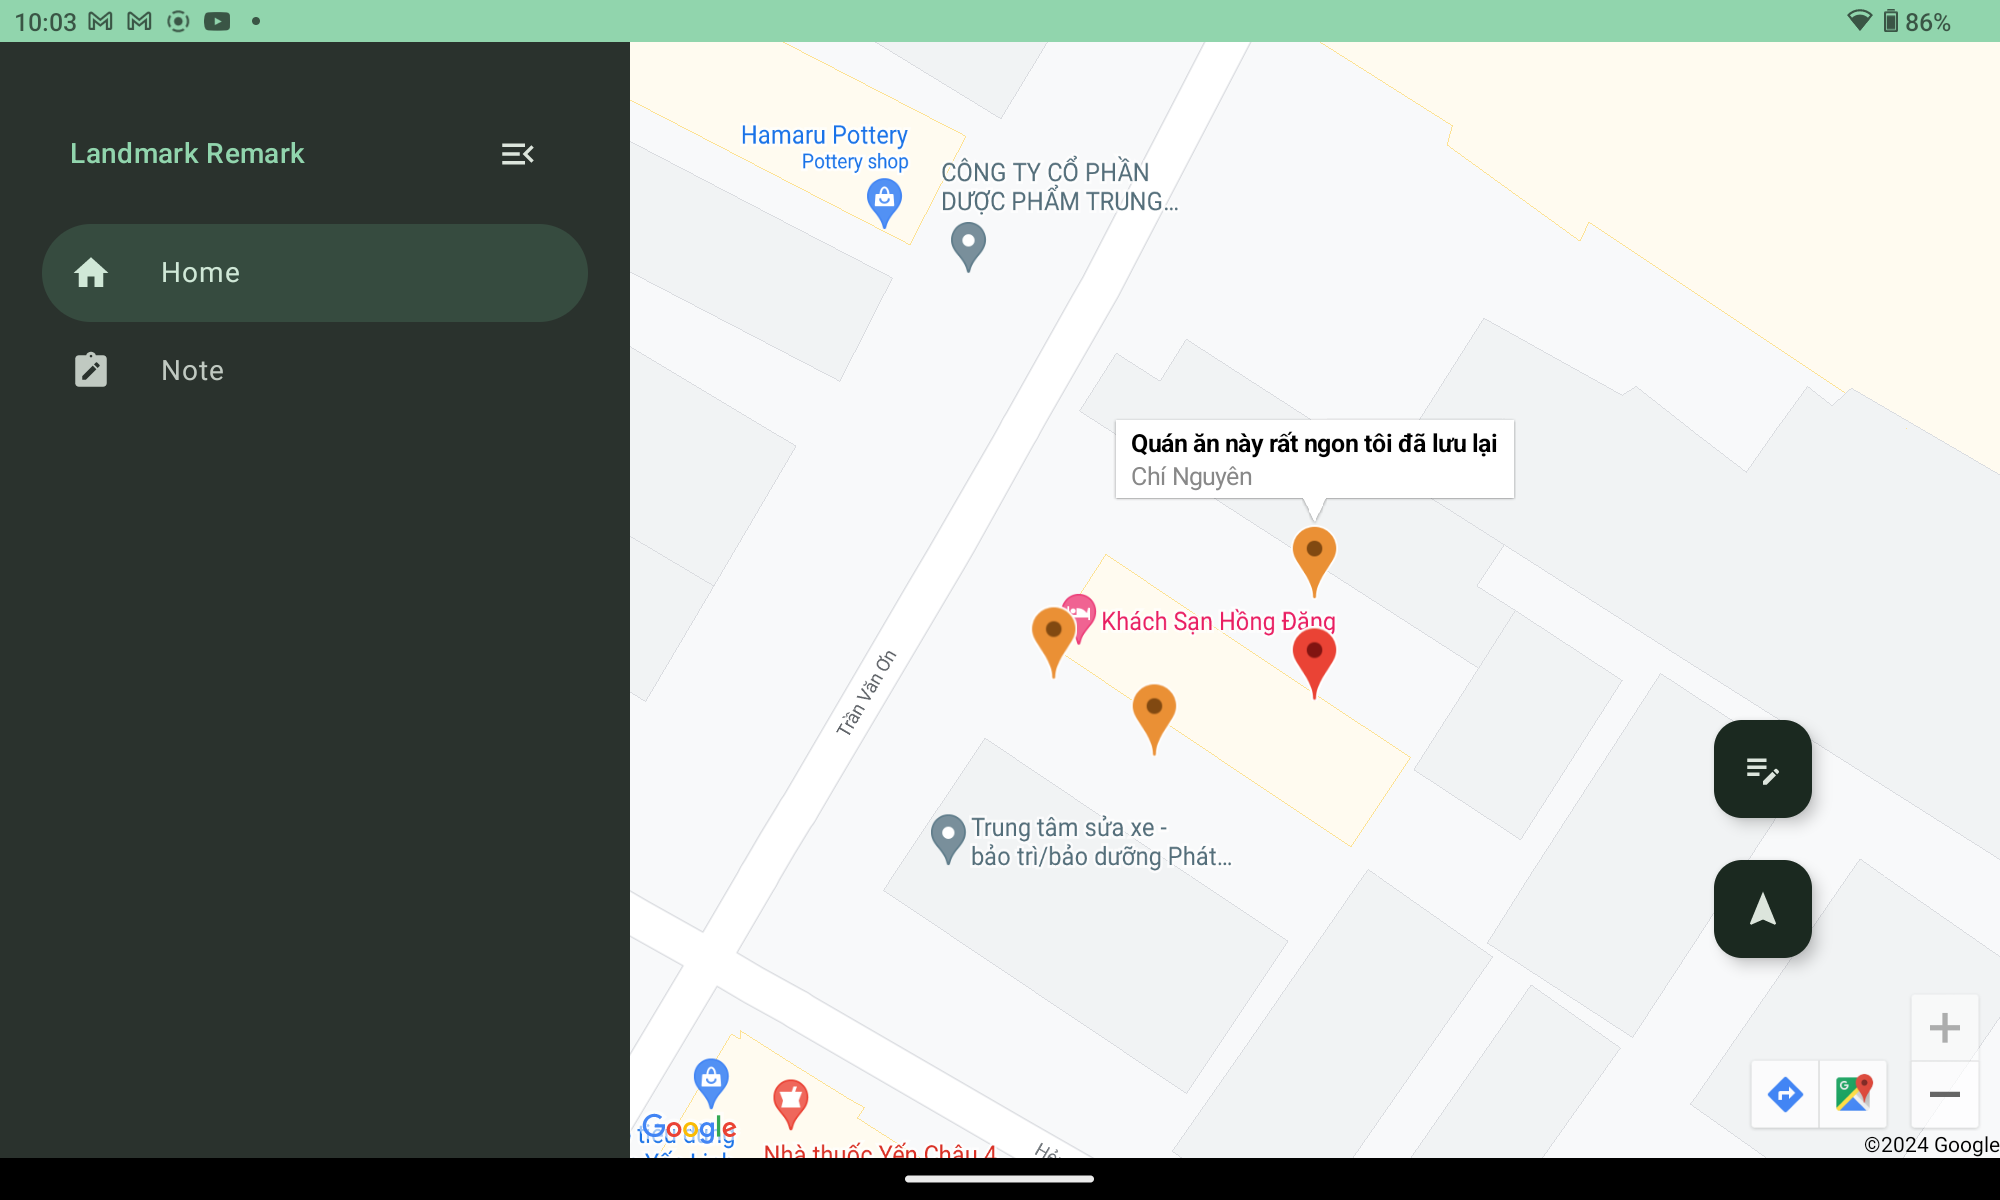 10:03
86%
Landmark Remark
Home
Note
Hamaru Pottery
Pottery shop
CÔNG TY CỔ PHẦN
DƯỢC PHẨM TRUNG...
Quán ăn này rất ngon tôi đã lưu lại
Chí Nguyên
Khách Sạn Hồng Đăng
Trần Văn Ơn
Trung tâm sửa xe -
bảo trì/bảo dưỡng Phát...
Google
Nhà thuốc Yến Châu 4
©2024 Google